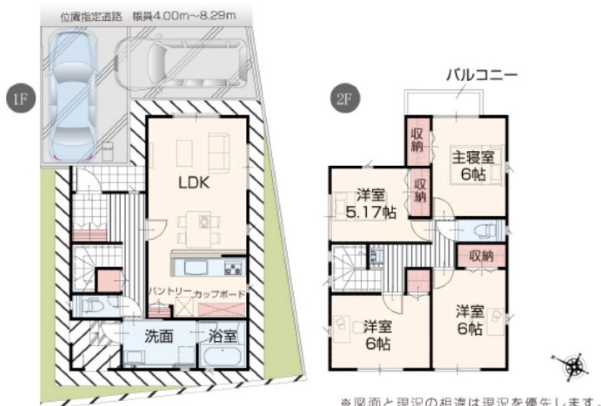 位置指定道路 幅員4.00m〜8.29m
1F
LDK
パントリー
カップボード
洗面
浴室
2F
バルコニー
収納
主寝室
6帖
収納
洋室
5.17帖
収納
洋室
6帖
洋室
6帖
※図面と現況の相違は現況を優先します。